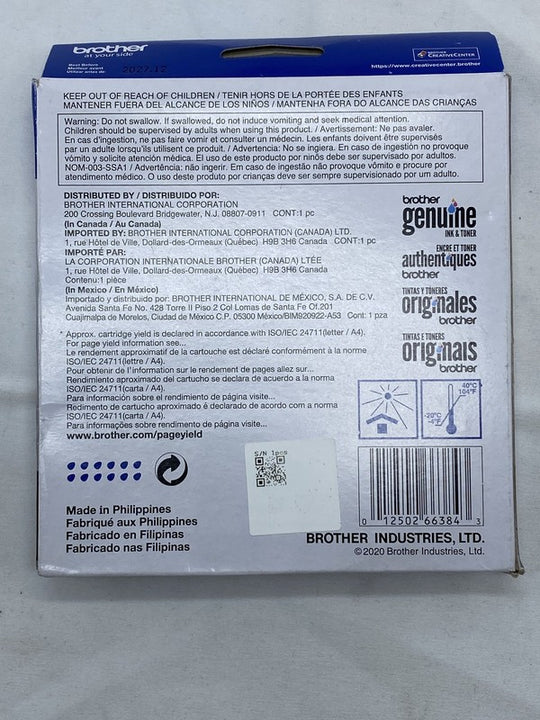 brother
at your side
Best Before
Meilleur avant
Utilizar antes de:
2027.12
BROTHER
CREATIVECENTER
https://www.creativecenter.brother
KEEP OUT OF REACH OF CHILDREN / TENIR HORS DE LA PORTÉE DES ENFANTS
MANTENER FUERA DEL ALCANCE DE LOS NIÑOS / MANTENHA FORA DO ALCANCE DAS CRIANÇAS
Warning: Do not swallow. If swallowed, do not induce vomiting and seek medical attention.
Children should be supervised by adults when using this product. / Avertissement: Ne pas avaler.
En cas d'ingestion, ne pas faire vomir et consulter un médecin. Les enfants doivent être supervisés
par un adulte lorsqu'ils utilisent ce produit. / Advertencia: No se ingiera. En caso de ingestión no provoque
vómito y solicite atención médica. El uso de este producto por niños debe ser supervisado por adultos.
NOM-003-SSA1 / Advertência: não ingerir. Em caso de ingestão não provoque vômito e procure por
atendimento médico. O uso deste produto por crianças deve ser sempre supervisionado por um adulto.
DISTRIBUTED BY / DISTRIBUIDO POR:
BROTHER INTERNATIONAL CORPORATION
200 Crossing Boulevard Bridgewater, N.J. 08807-0911 CONT:1 pc
(In Canada / Au Canada)
IMPORTED BY: BROTHER INTERNATIONAL CORPORATION (CANADA) LTD.
1, rue Hôtel de Ville, Dollard-des-Ormeaux (Québec) H9B 3H6 Canada CONT:1 pc
IMPORTÉ PAR:
LA CORPORATION INTERNATIONALE BROTHER (CANADA) LTÉE
1, rue Hôtel de Ville, Dollard-des-Ormeaux (Québec) H9B 3H6 Canada
Contenu:1 pièce
(In Mexico / En México)
Importado y distribuido por: BROTHER INTERNATIONAL DE MÉXICO, S.A. DE C.V.
Avenida Santa Fe No. 428 Torre II Piso 2 Col Lomas de Santa Fe Of.201
Cuajimalpa de Morelos, Ciudad de México C.P. 05300 México/BIM920922-A53 Cont: 1 pza
* Approx. cartridge yield is declared in accordance with ISO/IEC 24711(letter / A4).
For page yield information see...
Le rendement approximatif de la cartouche est déclaré conformément à la norme
ISO/IEC 24711(lettre / A4).
Pour obtenir de l'information sur le rendement de pages allez sur...
Rendimiento aproximado del cartucho se declara de acuerdo a la norma
ISO/IEC 24711(carta / A4).
Para información sobre el rendimiento de página visite...
Redimento de cartucho aproximado é declarado de acordo com a norma
ISO/IEC 24711(carta / A4).
Para informações sobre rendimento de página visite...
www.brother.com/pageyield
brother
genuine
INK & TONER
ENCRE ET TONER
authentiques
brother
TINTAS Y TÓNERES
originales
brother
TINTAS E TONERS
originais
brother
40°C
104°F
-20°C
-4°F
S/N 1pcs
Made in Philippines
Fabriqué aux Philippines
Fabricado en Filipinas
Fabricado nas Filipinas
0 12502 66384 3
BROTHER INDUSTRIES, LTD.
©2020 Brother Industries, Ltd.